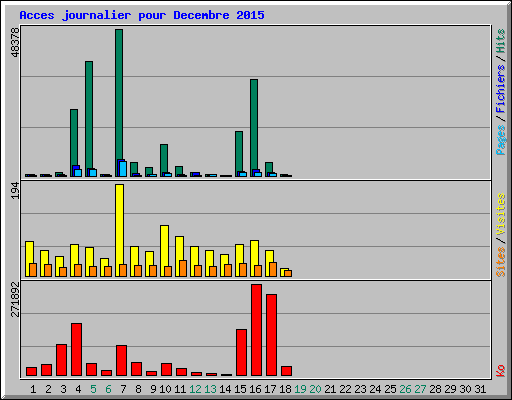 Acces journalier pour Decembre 2015
48378
Pages / Fichiers / Hits
194
Sites / Visites
271892
Ko
1 2 3 4 5 6 7 8 9 10 11 12 13 14 15 16 17 18 19 20 21 22 23 24 25 26 27 28 29 30 31